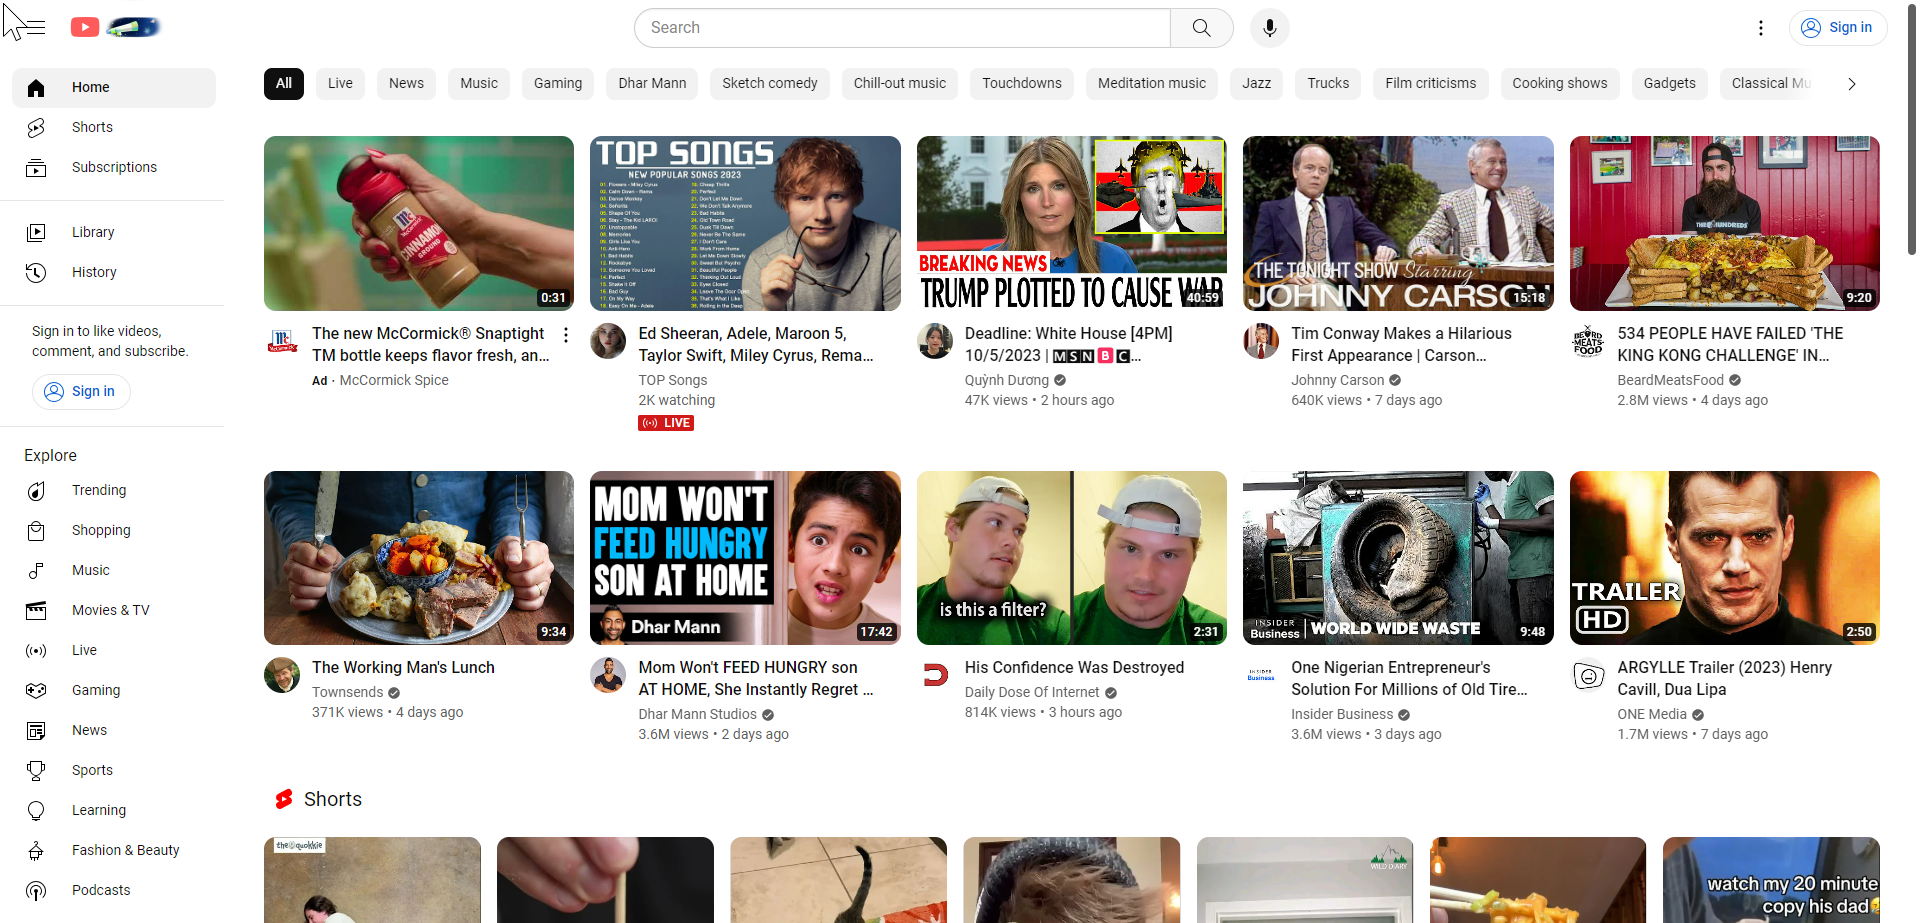 Search
Sign in
Home
Shorts
Subscriptions
Library
History
Sign in to like videos,
comment, and subscribe.
Sign in
Explore
Trending
Shopping
Music
Movies & TV
Live
Gaming
News
Sports
Learning
Fashion & Beauty
Podcasts
All
Live
News
Music
Gaming
Dhar Mann
Sketch comedy
Chill-out music
Touchdowns
Meditation music
Jazz
Trucks
Film criticisms
Cooking shows
Gadgets
Classical Mu
CINNAMON
GROUND
0:31
The new McCormick® Snaptight
TM bottle keeps flavor fresh, an...
Ad · McCormick Spice
TOP SONGS
NEW POPULAR SONGS 2023
Ed Sheeran, Adele, Maroon 5,
Taylor Swift, Miley Cyrus, Rema...
TOP Songs
2K watching
LIVE
BREAKING NEWS
TRUMP PLOTTED TO CAUSE WAR
40:59
Deadline: White House [4PM]
10/5/2023 | MSNBC...
Quỳnh Dương
47K views • 2 hours ago
THE TONIGHT SHOW Starring
JOHNNY CARSON
15:18
Tim Conway Makes a Hilarious
First Appearance | Carson...
Johnny Carson
640K views • 7 days ago
THE HUNDREDS
9:20
BEARD
MEATS
FOOD
534 PEOPLE HAVE FAILED 'THE
KING KONG CHALLENGE' IN...
BeardMeatsFood
2.8M views • 4 days ago
9:34
The Working Man's Lunch
Townsends
371K views • 4 days ago
MOM WON'T
FEED HUNGRY
SON AT HOME
Dhar Mann
17:42
Mom Won't FEED HUNGRY son
AT HOME, She Instantly Regret ...
Dhar Mann Studios
3.6M views • 2 days ago
is this a filter?
2:31
His Confidence Was Destroyed
Daily Dose Of Internet
814K views • 3 hours ago
INSIDER
Business | WORLD WIDE WASTE
9:48
INSIDER
Business
One Nigerian Entrepreneur's
Solution For Millions of Old Tire...
Insider Business
3.6M views • 3 days ago
TRAILER
HD
2:50
ARGYLLE Trailer (2023) Henry
Cavill, Dua Lipa
ONE Media
1.7M views • 7 days ago
Shorts
thequokkie
WILD DIARY
watch my 20 minute
copy his dad